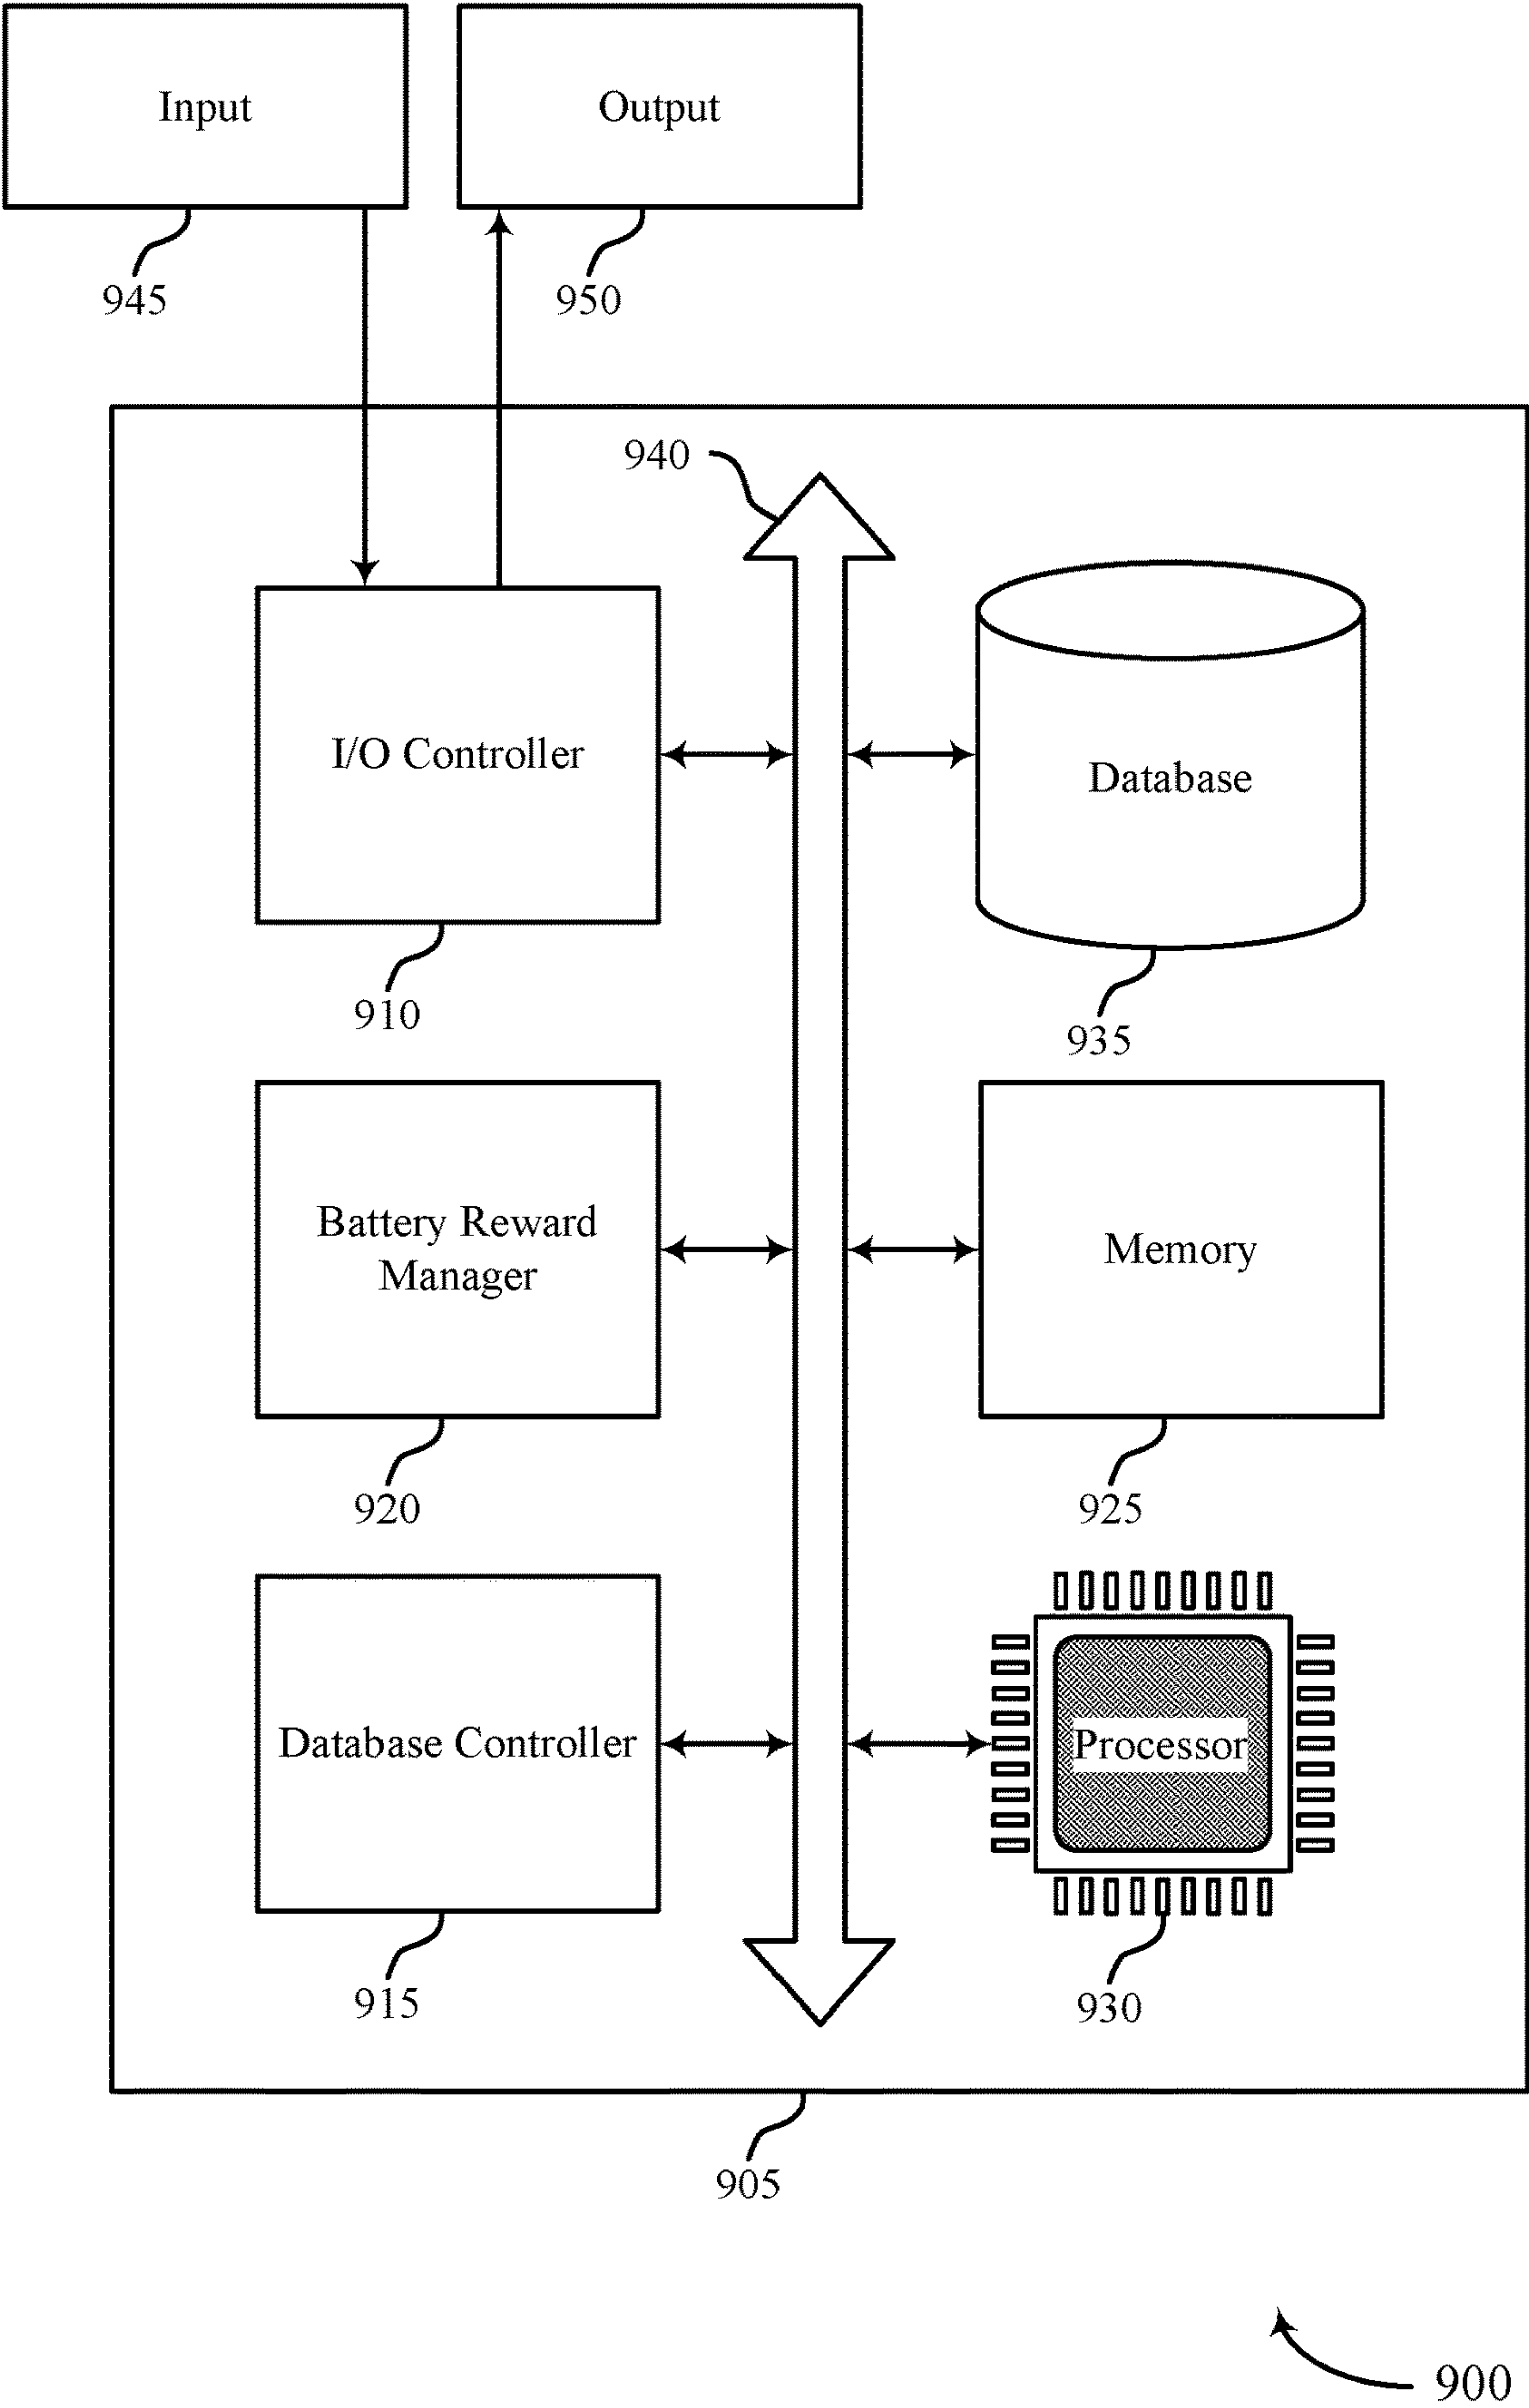 Input
Output
945
950
940
I/O Controller
Database
910
935
Battery Reward
Manager
Memory
920
925
Database Controller
Processor
915
930
905
900